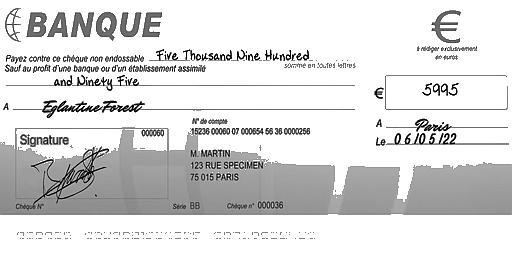 BANQUE
€
à rédiger exclusivement
en euros
Payez contre ce chèque non endossable Five Thousand Nine Hundred
Sauf au profit d'une banque ou d'un établissement assimilé
somme en toutes lettres
and Ninety Five
€ 5995
A Eglantine Forest
A Paris
Le 06/05/22
Signature
000060
N° de compte
15236 00060 07 000654 56 36 0000256
M. MARTIN
123 RUE SPECIMEN
75 015 PARIS
Chèque N°
Série BB
Chèque n° 000036